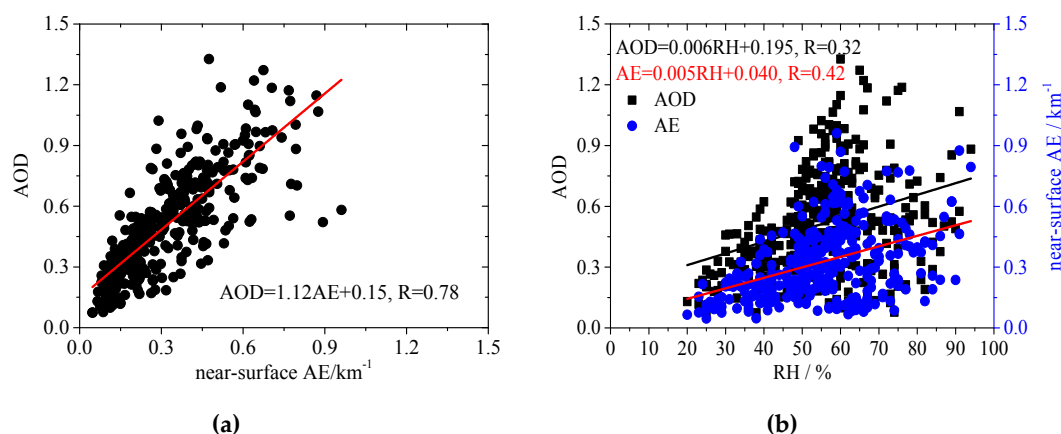 1.5
1.2
0.9
0.6
0.3
0.0
AOD
AOD=1.12AE+0.15, R=0.78
0.0 0.3 0.6 0.9 1.2 1.5
near-surface AE/km-1
(a)
1.5
1.2
0.9
0.6
0.3
0.0
AOD
AOD=0.006RH+0.195, R=0.32
AE=0.005RH+0.040, R=0.42
AOD
AE
1.5
1.2
0.9
0.6
0.3
0.0
near-surface AE / km-1
0 10 20 30 40 50 60 70 80 90 100
RH / %
(b)